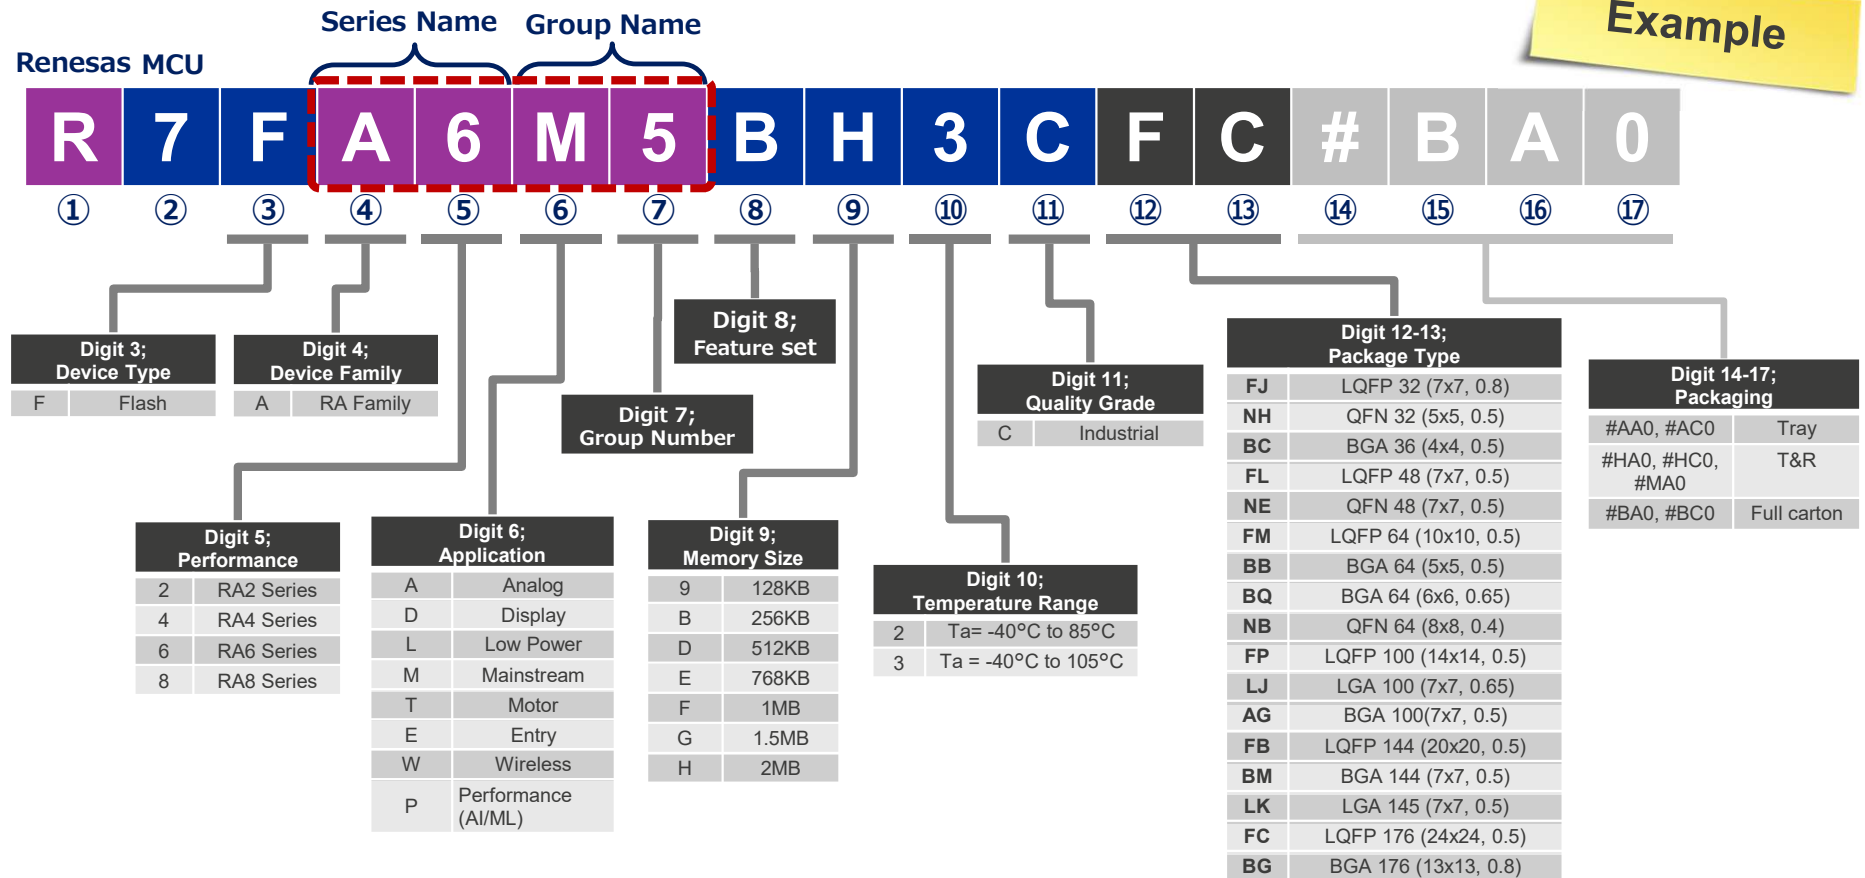 Example
Series Name Group Name
Renesas MCU
R 7 F A 6 M 5 B H 3 C F C # B A 0
① ② ③ ④ ⑤ ⑥ ⑦ ⑧ ⑨ ⑩ ⑪ ⑫ ⑬ ⑭ ⑮ ⑯ ⑰
Digit 3;
Device Type
F Flash
Digit 4;
Device Family
A RA Family
Digit 5;
Performance
2 RA2 Series
4 RA4 Series
6 RA6 Series
8 RA8 Series
Digit 6;
Application
A Analog
D Display
L Low Power
M Mainstream
T Motor
E Entry
W Wireless
P Performance
(AI/ML)
Digit 7;
Group Number
Digit 8;
Feature set
Digit 9;
Memory Size
9 128KB
B 256KB
D 512KB
E 768KB
F 1MB
G 1.5MB
H 2MB
Digit 10;
Temperature Range
2 Ta= -40°C to 85°C
3 Ta = -40°C to 105°C
Digit 11;
Quality Grade
C Industrial
Digit 12-13;
Package Type
FJ LQFP 32 (7x7, 0.8)
NH QFN 32 (5x5, 0.5)
BC BGA 36 (4x4, 0.5)
FL LQFP 48 (7x7, 0.5)
NE QFN 48 (7x7, 0.5)
FM LQFP 64 (10x10, 0.5)
BB BGA 64 (5x5, 0.5)
BQ BGA 64 (6x6, 0.65)
NB QFN 64 (8x8, 0.4)
FP LQFP 100 (14x14, 0.5)
LJ LGA 100 (7x7, 0.65)
AG BGA 100(7x7, 0.5)
FB LQFP 144 (20x20, 0.5)
BM BGA 144 (7x7, 0.5)
LK LGA 145 (7x7, 0.5)
FC LQFP 176 (24x24, 0.5)
BG BGA 176 (13x13, 0.8)
Digit 14-17;
Packaging
#AA0, #AC0 Tray
#HA0, #HC0, T&R
#MA0
#BA0, #BC0 Full carton